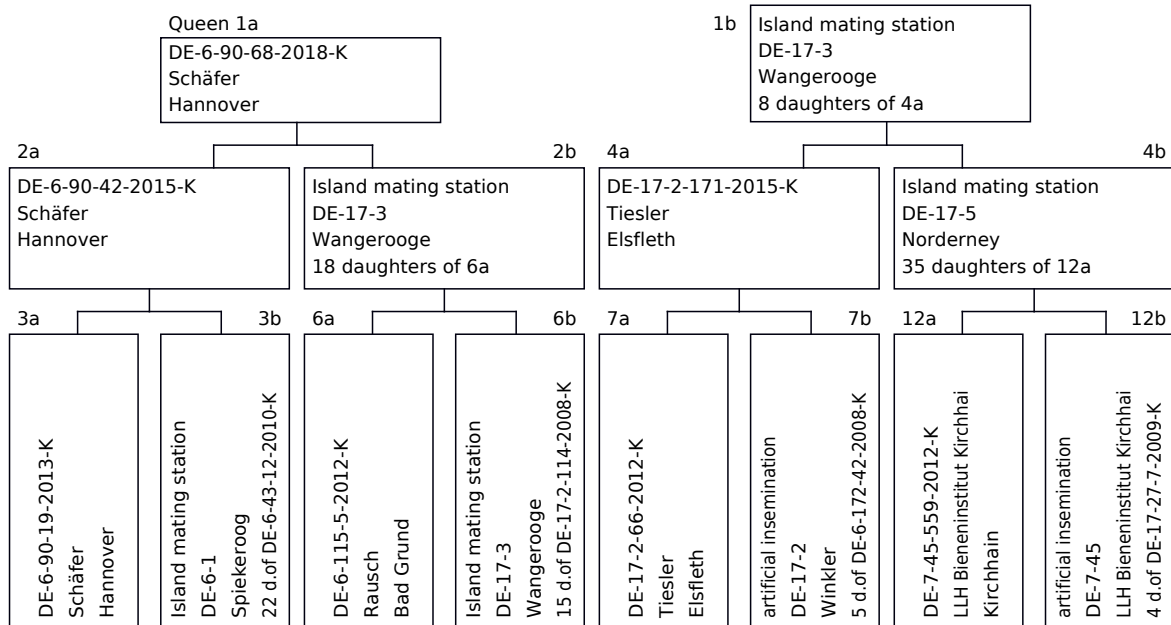 Queen 1a
DE-6-90-68-2018-K
Schäfer
Hannover
1b
Island mating station
DE-17-3
Wangerooge
8 daughters of 4a
2a
DE-6-90-42-2015-K
Schäfer
Hannover
2b
Island mating station
DE-17-3
Wangerooge
18 daughters of 6a
4a
DE-17-2-171-2015-K
Tiesler
Elsfleth
4b
Island mating station
DE-17-5
Norderney
35 daughters of 12a
3a
DE-6-90-19-2013-K
Schäfer
Hannover
3b
Island mating station
DE-6-1
Spiekeroog
22 d.of DE-6-43-12-2010-K
6a
DE-6-115-5-2012-K
Rausch
Bad Grund
6b
Island mating station
DE-17-3
Wangerooge
15 d.of DE-17-2-114-2008-K
7a
DE-17-2-66-2012-K
Tiesler
Elsfleth
7b
artificial insemination
DE-17-2
Winkler
5 d.of DE-6-172-42-2008-K
12a
DE-7-45-559-2012-K
LLH Bieneninstitut Kirchhai
Kirchhain
12b
artificial insemination
DE-7-45
LLH Bieneninstitut Kirchhai
4 d.of DE-17-27-7-2009-K